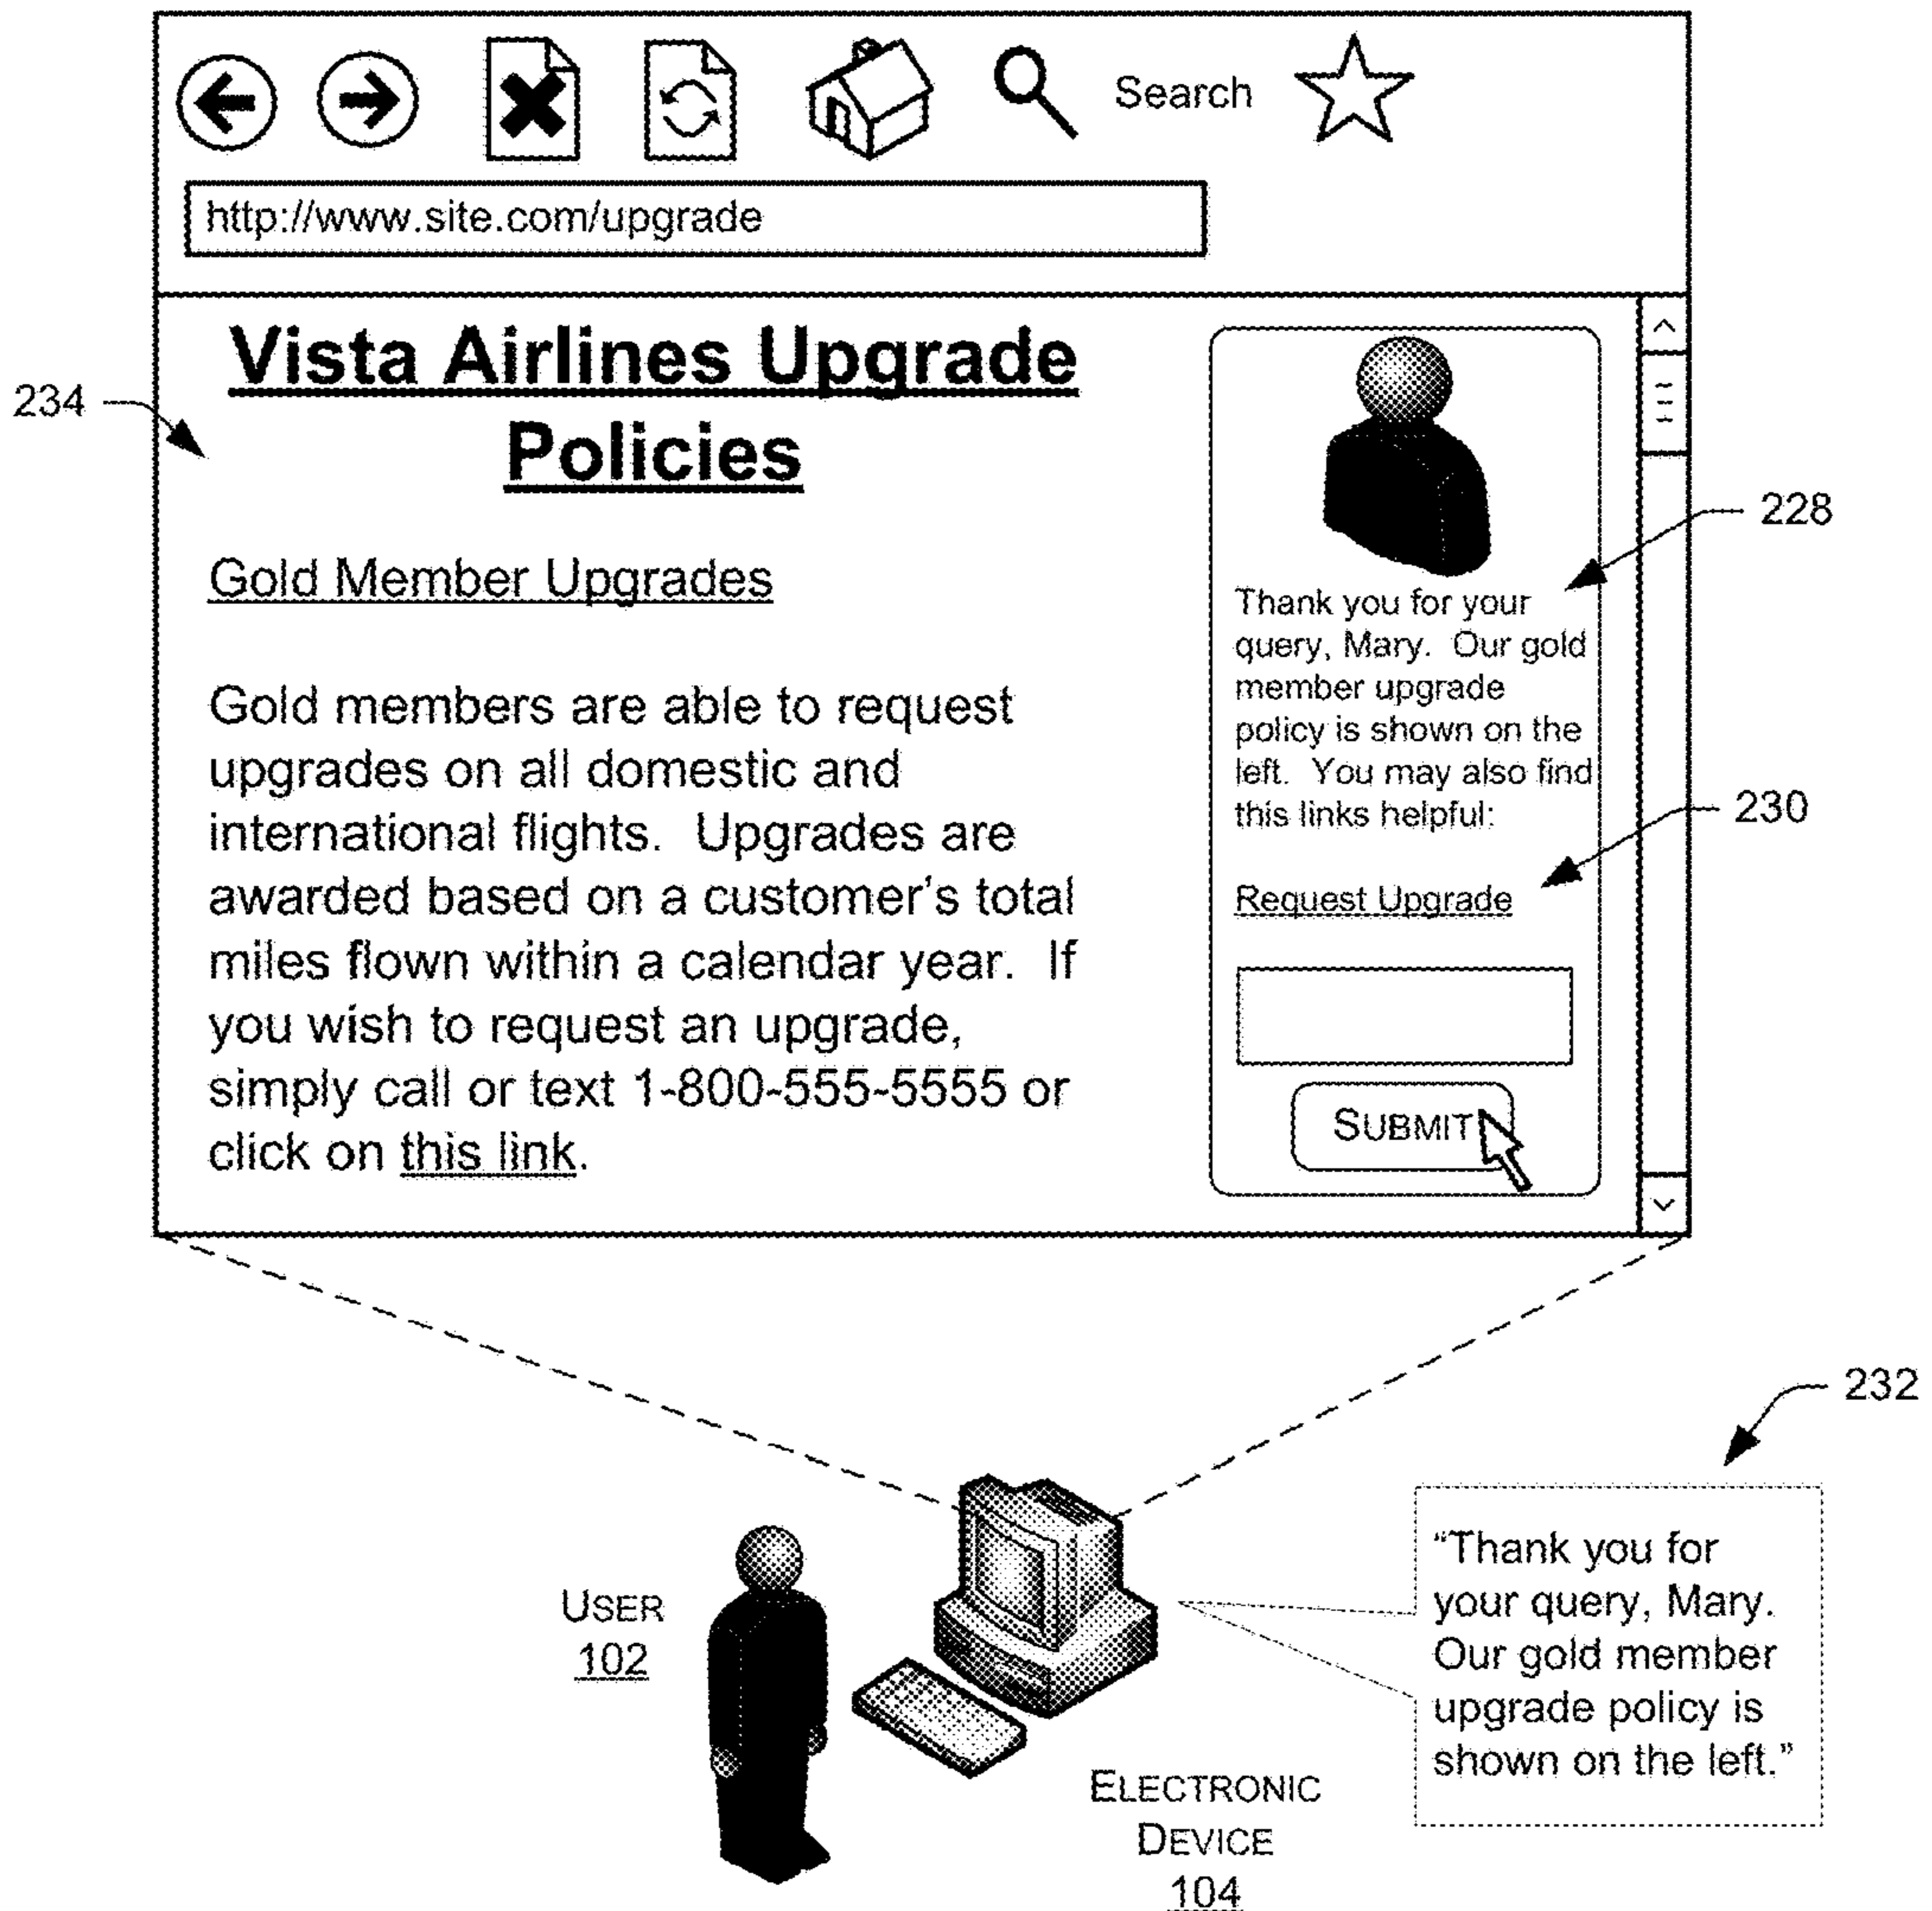 Search
http://www.site.com/upgrade
Vista Airlines Upgrade
Policies
234
Gold Member Upgrades
Gold members are able to request
upgrades on all domestic and
international flights. Upgrades are
awarded based on a customer's total
miles flown within a calendar year. If
you wish to request an upgrade,
simply call or text 1-800-555-5555 or
click on this link.
228
Thank you for your
query, Mary. Our gold
member upgrade
policy is shown on the
left. You may also find
this links helpful:
230
Request Upgrade
SUBMIT
232
"Thank you for
your query, Mary.
Our gold member
upgrade policy is
shown on the left."
USER
102
ELECTRONIC
DEVICE
104